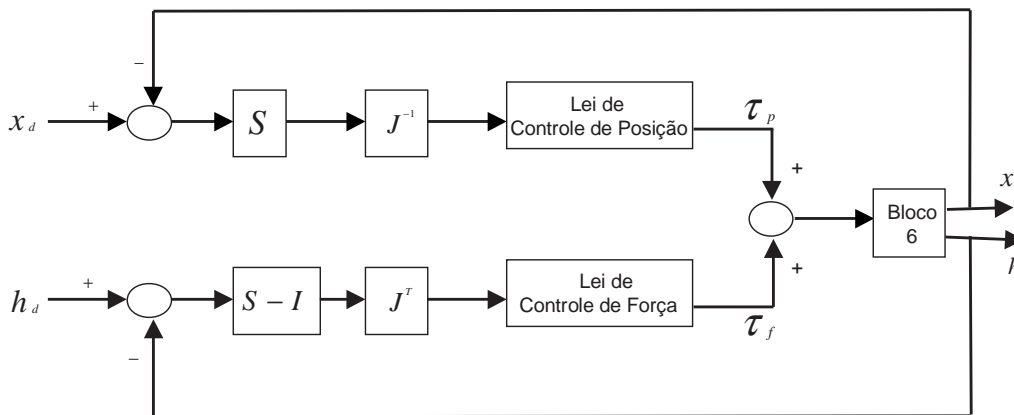 −
+
x_d
S
J^{-1}
Lei de
Controle de Posição
τ_p
+
Bloco
6
x
h
h_d
+
−
S − I
J^T
Lei de
Controle de Força
τ_f
+